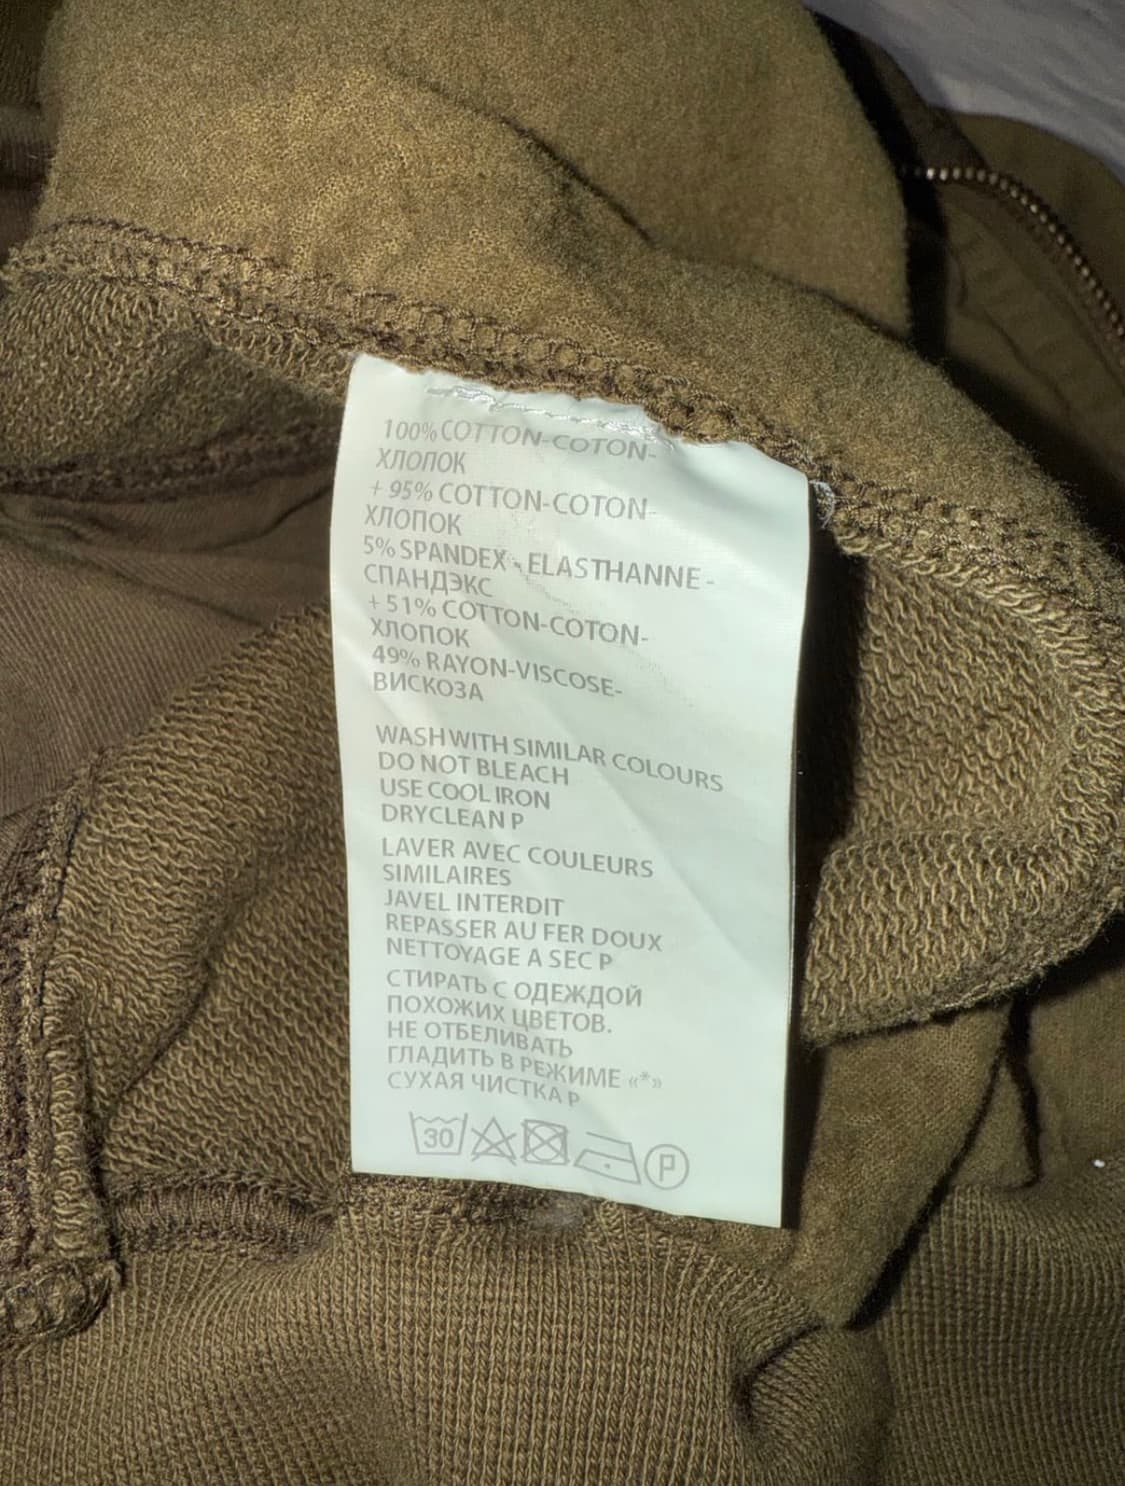 100% COTTON-COTON-
ХЛОПОК
+ 95% COTTON-COTON-
ХЛОПОК
5% SPANDEX - ELASTHANNE -
СПАНДЭКС
+ 51% COTTON-COTON-
ХЛОПОК
49% RAYON-VISCOSE-
ВИСКОЗА
WASH WITH SIMILAR COLOURS
DO NOT BLEACH
USE COOL IRON
DRYCLEAN P
LAVER AVEC COULEURS
SIMILAIRES
JAVEL INTERDIT
REPASSER AU FER DOUX
NETTOYAGE A SEC P
СТИРАТЬ С ОДЕЖДОЙ
ПОХОЖИХ ЦВЕТОВ.
НЕ ОТБЕЛИВАТЬ
ГЛАДИТЬ В РЕЖИМЕ «*»
СУХАЯ ЧИСТКА P
30 P